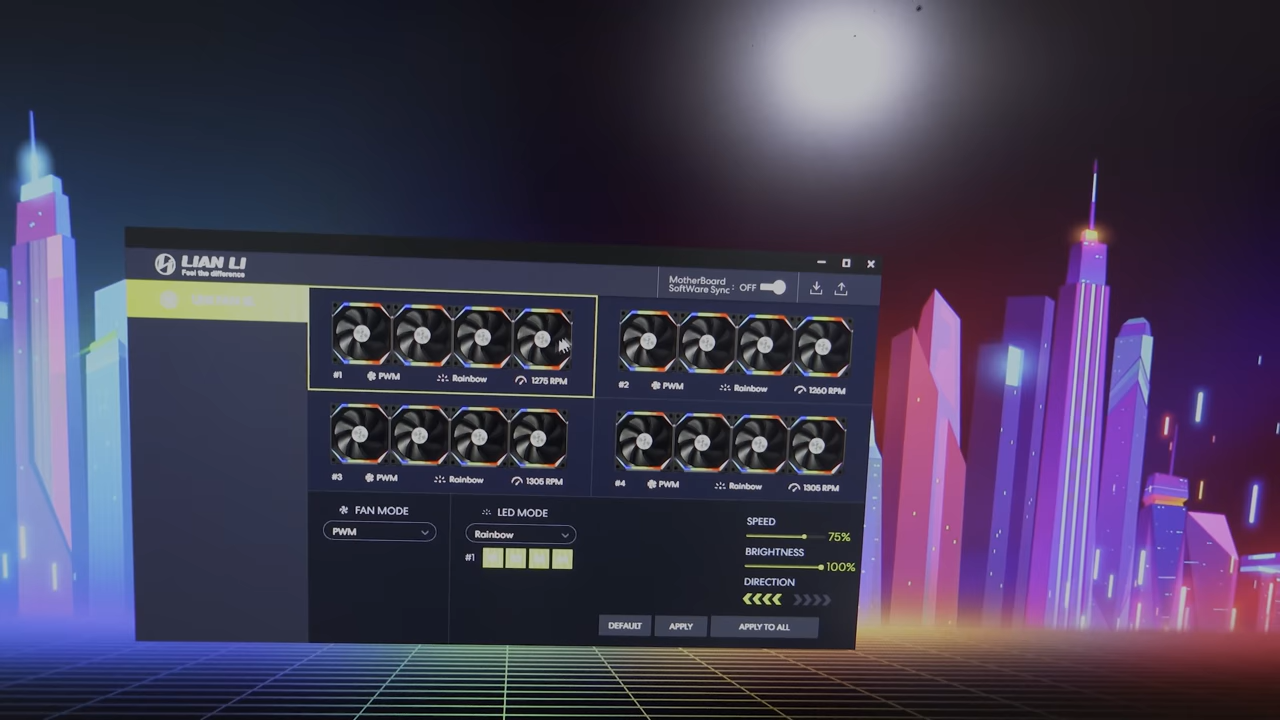 LIAN LI
Feel the difference
MotherBoard
SoftWare Sync : OFF
#1 PWM Rainbow 1275 RPM
#2 PWM Rainbow 1260 RPM
#3 PWM Rainbow 1305 RPM
#4 PWM Rainbow 1305 RPM
FAN MODE
PWM
LED MODE
Rainbow
#1
SPEED
75%
BRIGHTNESS
100%
DIRECTION
DEFAULT
APPLY
APPLY TO ALL